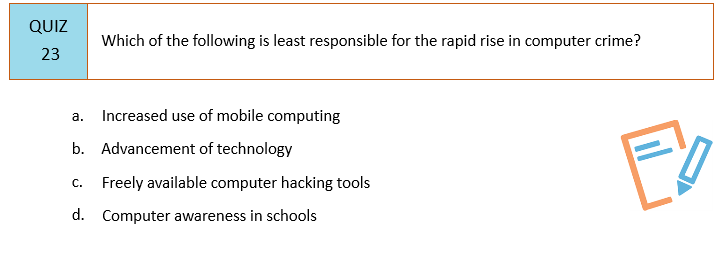 QUIZ
23
Which of the following is least responsible for the rapid rise in computer crime?
a. Increased use of mobile computing
b. Advancement of technology
c. Freely available computer hacking tools
d. Computer awareness in schools